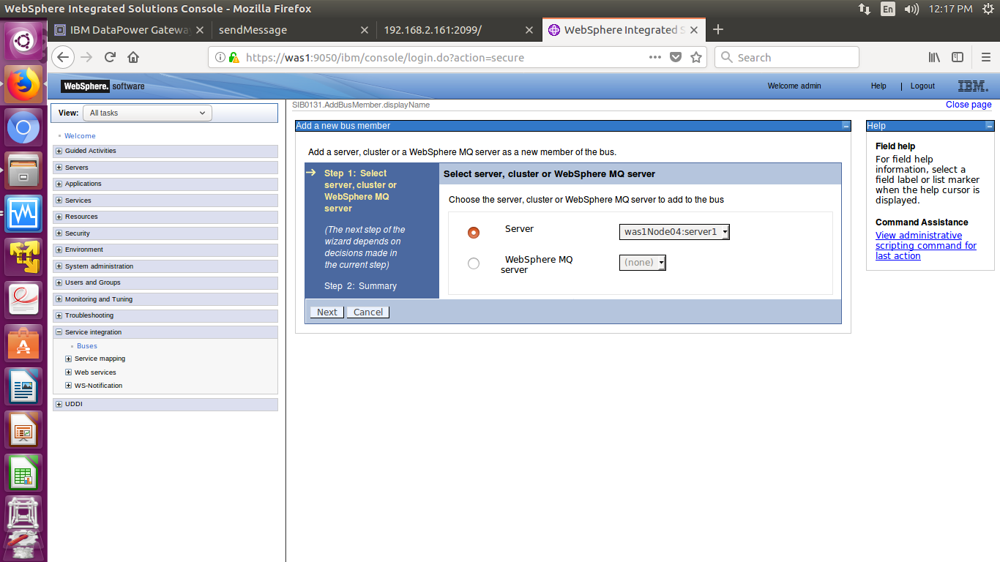 WebSphere Integrated Solutions Console - Mozilla Firefox
En
12:17 PM
IBM DataPower Gateway
sendMessage
192.168.2.161:2099/
WebSphere Integrated S
https://was1:9050/ibm/console/login.do?action=secure
Search
WebSphere. software
Welcome admin
Help
Logout
IBM.
View:
All tasks
Welcome
Guided Activities
Servers
Applications
Services
Resources
Security
Environment
System administration
Users and Groups
Monitoring and Tuning
Troubleshooting
Service integration
Buses
Service mapping
Web services
WS-Notification
UDDI
SIB0131.AddBusMember.displayName
Close page
Add a new bus member
Add a server, cluster or a WebSphere MQ server as a new member of the bus.
Step 1: Select
server, cluster or
WebSphere MQ
server
(The next step of the
wizard depends on
decisions made in
the current step)
Step 2: Summary
Select server, cluster or WebSphere MQ server
Choose the server, cluster or WebSphere MQ server to add to the bus
Server
was1Node04:server1
WebSphere MQ
server
(none)
Next
Cancel
Help
Field help
For field help
information, select a
field label or list marker
when the help cursor is
displayed.
Command Assistance
View administrative
scripting command for
last action